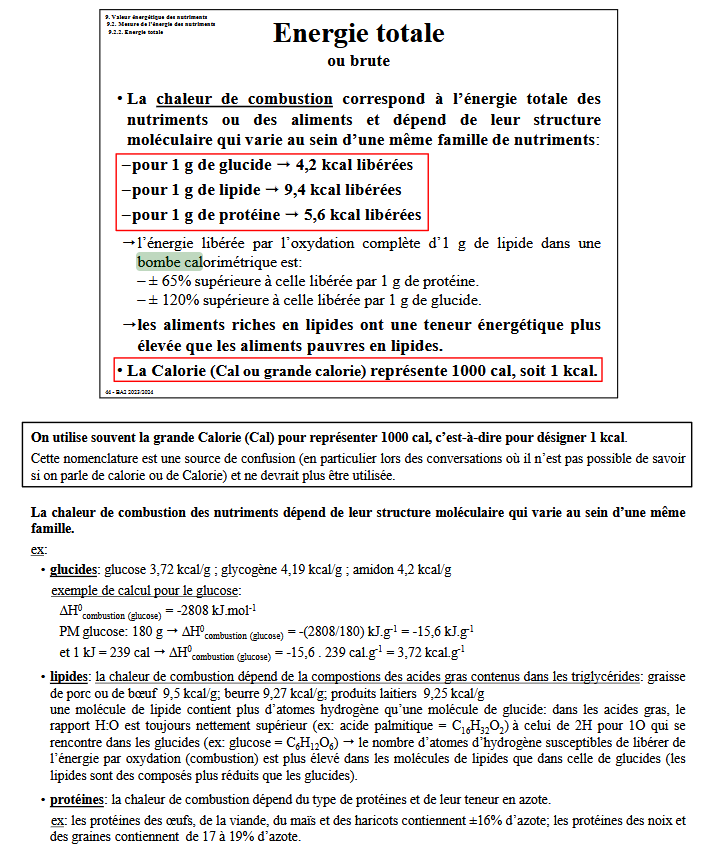 9. Valeur énergétique des nutriments
9.2. Mesure de l'énergie des nutriments
9.2.2. Energie totale
Energie totale
ou brute
• La chaleur de combustion correspond à l'énergie totale des
nutriments ou des aliments et dépend de leur structure
moléculaire qui varie au sein d'une même famille de nutriments:
–pour 1 g de glucide → 4,2 kcal libérées
–pour 1 g de lipide → 9,4 kcal libérées
–pour 1 g de protéine → 5,6 kcal libérées
→l'énergie libérée par l'oxydation complète d'1 g de lipide dans une
bombe calorimétrique est:
– ± 65% supérieure à celle libérée par 1 g de protéine.
– ± 120% supérieure à celle libérée par 1 g de glucide.
→les aliments riches en lipides ont une teneur énergétique plus
élevée que les aliments pauvres en lipides.
• La Calorie (Cal ou grande calorie) représente 1000 cal, soit 1 kcal.
44 - BA2 2023/2024
On utilise souvent la grande Calorie (Cal) pour représenter 1000 cal, c'est-à-dire pour désigner 1 kcal.
Cette nomenclature est une source de confusion (en particulier lors des conversations où il n'est pas possible de savoir
si on parle de calorie ou de Calorie) et ne devrait plus être utilisée.
La chaleur de combustion des nutriments dépend de leur structure moléculaire qui varie au sein d'une même
famille.
ex:
• glucides: glucose 3,72 kcal/g ; glycogène 4,19 kcal/g ; amidon 4,2 kcal/g
exemple de calcul pour le glucose:
ΔH⁰combustion (glucose) = -2808 kJ.mol⁻¹
PM glucose: 180 g → ΔH⁰combustion (glucose) = -(2808/180) kJ.g⁻¹ = -15,6 kJ.g⁻¹
et 1 kJ = 239 cal → ΔH⁰combustion (glucose) = -15,6 . 239 cal.g⁻¹ = 3,72 kcal.g⁻¹
• lipides: la chaleur de combustion dépend de la compostions des acides gras contenus dans les triglycérides: graisse
de porc ou de bœuf 9,5 kcal/g; beurre 9,27 kcal/g; produits laitiers 9,25 kcal/g
une molécule de lipide contient plus d'atomes hydrogène qu'une molécule de glucide: dans les acides gras, le
rapport H:O est toujours nettement supérieur (ex: acide palmitique = C₁₆H₃₂O₂) à celui de 2H pour 1O qui se
rencontre dans les glucides (ex: glucose = C₆H₁₂O₆) → le nombre d'atomes d'hydrogène susceptibles de libérer de
l'énergie par oxydation (combustion) est plus élevé dans les molécules de lipides que dans celle de glucides (les
lipides sont des composés plus réduits que les glucides).
• protéines: la chaleur de combustion dépend du type de protéines et de leur teneur en azote.
ex: les protéines des œufs, de la viande, du maïs et des haricots contiennent ±16% d'azote; les protéines des noix et
des graines contiennent de 17 à 19% d'azote.